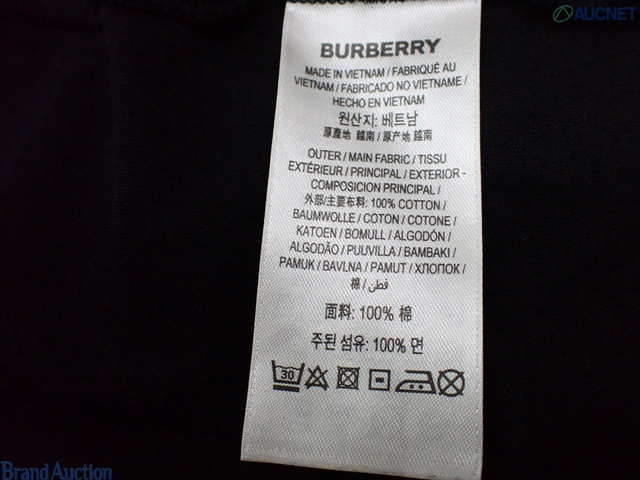 AUCNET
BURBERRY
MADE IN VIETNAM / FABRIQUÉ AU
VIETNAM / FABRICADO NO VIETNAME /
HECHO EN VIETNAM
원산지: 베트남
原產地 越南 / 原产地 越南
OUTER / MAIN FABRIC / TISSU
EXTÉRIEUR / PRINCIPAL / EXTERIOR -
COMPOSICION PRINCIPAL /
外部/主要布料: 100% COTTON /
BAUMWOLLE / COTON / COTONE /
KATOEN / BOMULL / ALGODÓN /
ALGODÃO / PUUVILLA / BAMBAKI /
PAMUK / BAVLNA / PAMUT / ХЛОПОК /
棉 / قطن
面料: 100% 棉
주된 섬유: 100% 면
30
Brand Auction